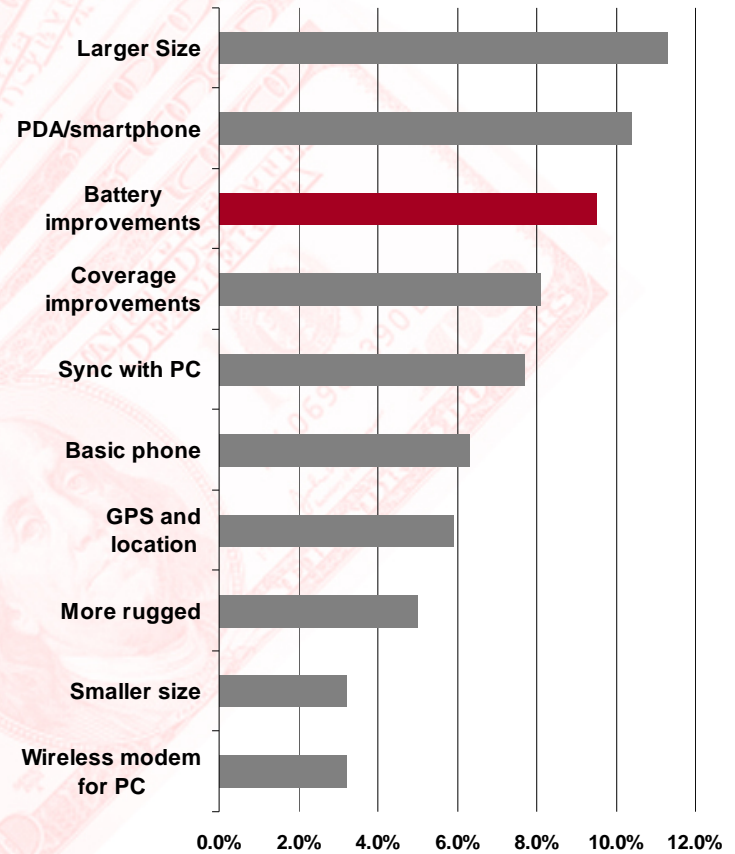 Larger Size
PDA/smartphone
Battery
improvements
Coverage
improvements
Sync with PC
Basic phone
GPS and
location
More rugged
Smaller size
Wireless modem
for PC
0.0% 2.0% 4.0% 6.0% 8.0% 10.0% 12.0%